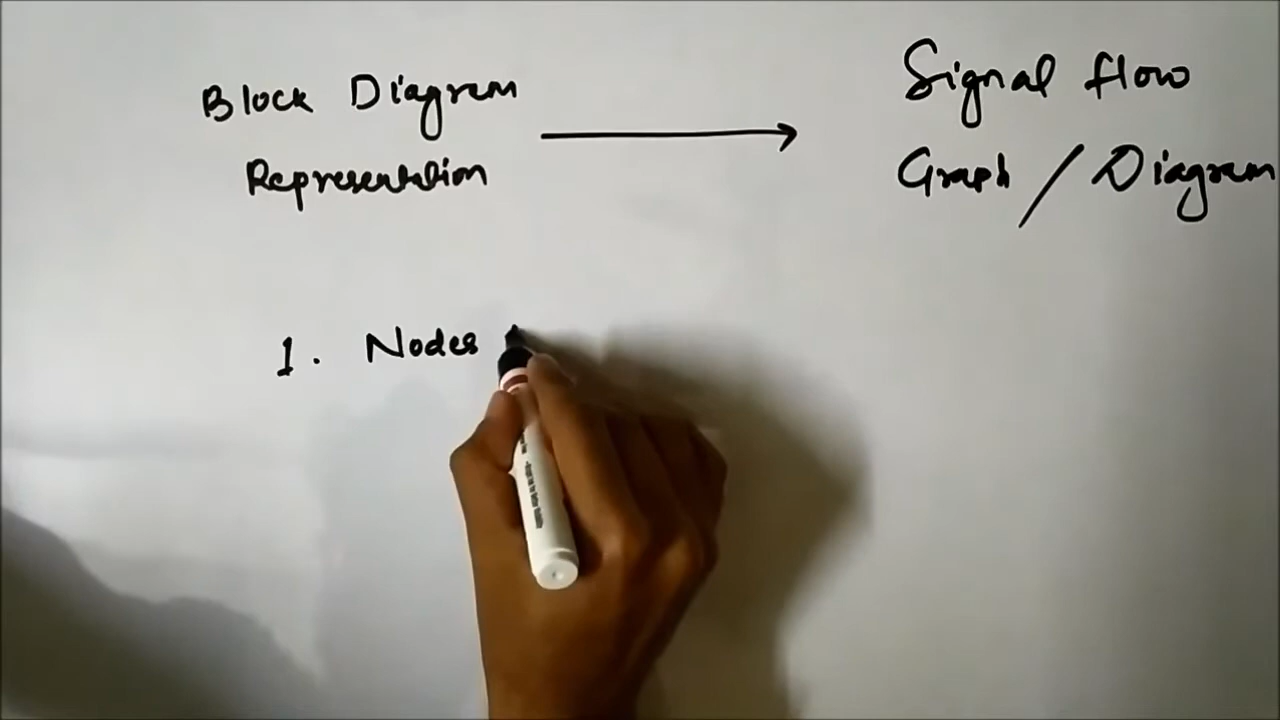 Block Diagram
Representation
Signal flow
Graph / Diagram
1. Nodes